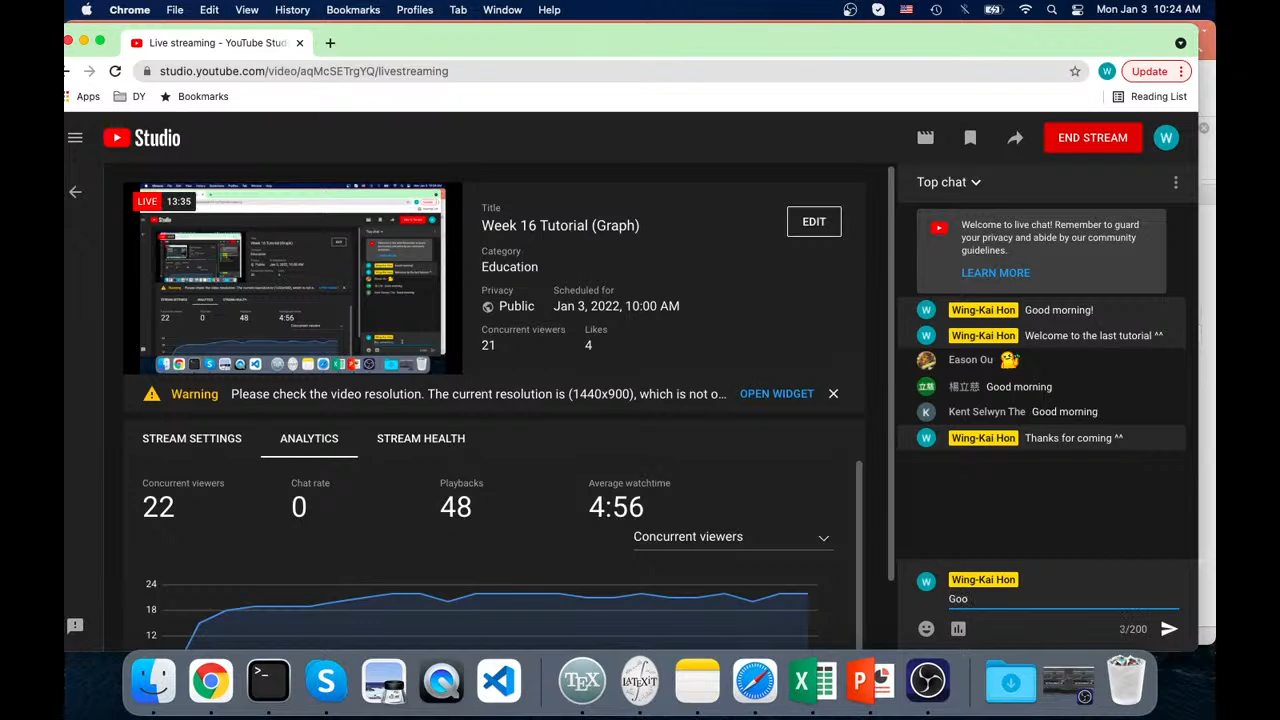 Chrome File Edit View History Bookmarks Profiles Tab Window Help Mon Jan 3 10:24 AM
Live streaming - YouTube Stud
studio.youtube.com/video/aqMcSETrgYQ/livestreaming
W Update
Apps DY Bookmarks Reading List
Studio
END STREAM
W
LIVE 13:35
Title
Week 16 Tutorial (Graph)
EDIT
Category
Education
Privacy Scheduled for
Public Jan 3, 2022, 10:00 AM
Concurrent viewers Likes
21 4
Warning Please check the video resolution. The current resolution is (1440x900), which is not o... OPEN WIDGET
STREAM SETTINGS ANALYTICS STREAM HEALTH
Concurrent viewers Chat rate Playbacks Average watchtime
22 0 48 4:56
Concurrent viewers
24
18
12
Top chat
Welcome to live chat! Remember to guard
your privacy and abide by our community
guidelines.
LEARN MORE
W Wing-Kai Hon Good morning!
W Wing-Kai Hon Welcome to the last tutorial ^^
Eason Ou
立慈 楊立慈 Good morning
K Kent Selwyn The Good morning
W Wing-Kai Hon Thanks for coming ^^
W Wing-Kai Hon
Goo
3/200
TEX LATEXiT